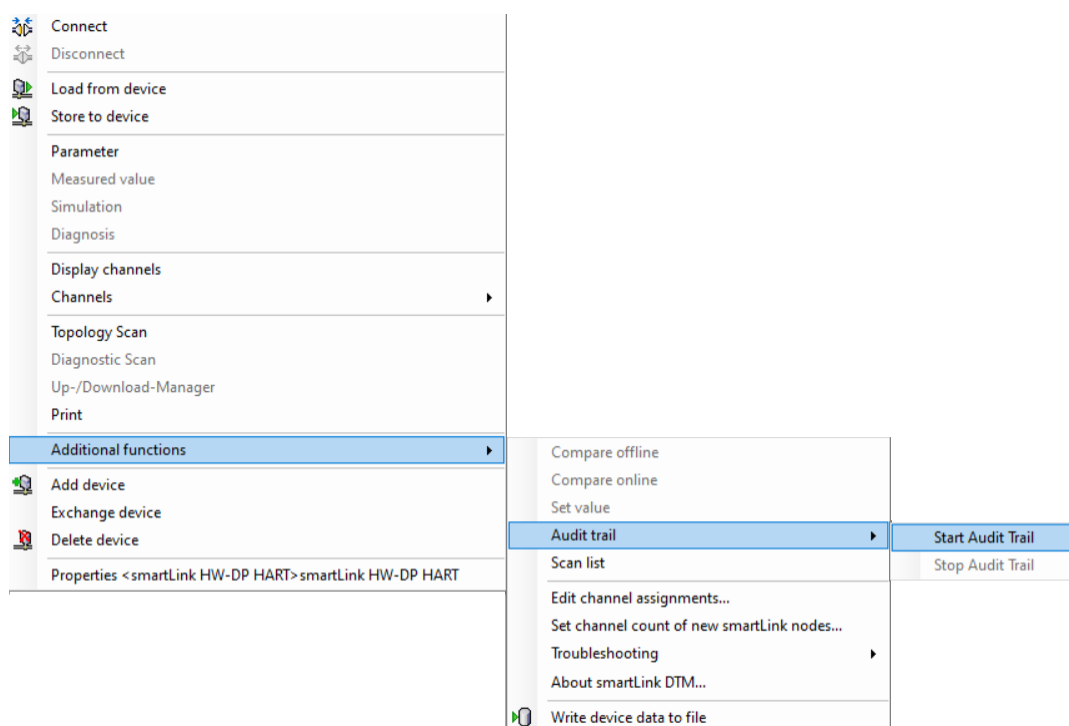 Connect
Disconnect
Load from device
Store to device
Parameter
Measured value
Simulation
Diagnosis
Display channels
Channels
Topology Scan
Diagnostic Scan
Up-/Download-Manager
Print
Additional functions
Add device
Exchange device
Delete device
Properties <smartLink HW-DP HART>smartLink HW-DP HART
Compare offline
Compare online
Set value
Audit trail
Scan list
Edit channel assignments...
Set channel count of new smartLink nodes...
Troubleshooting
About smartLink DTM...
Write device data to file
Start Audit Trail
Stop Audit Trail